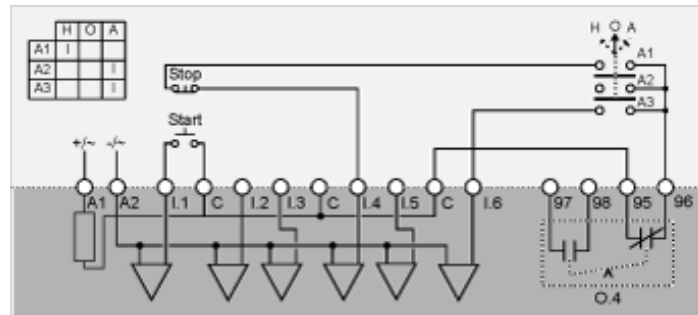 H O A
A1 I
A2 I
A3 I
H O A
A1
A2
A3
Stop
Start
+/~ -/~
A1 A2 I.1 C I.2 I.3 C I.4 I.5 C I.6 97 98 95 96
O.4